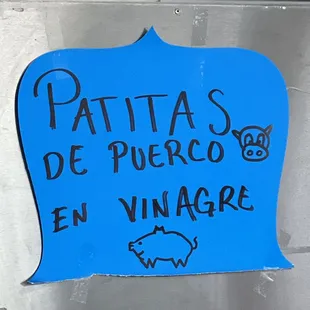 PATITAS
DE PUERCO
EN VINAGRE